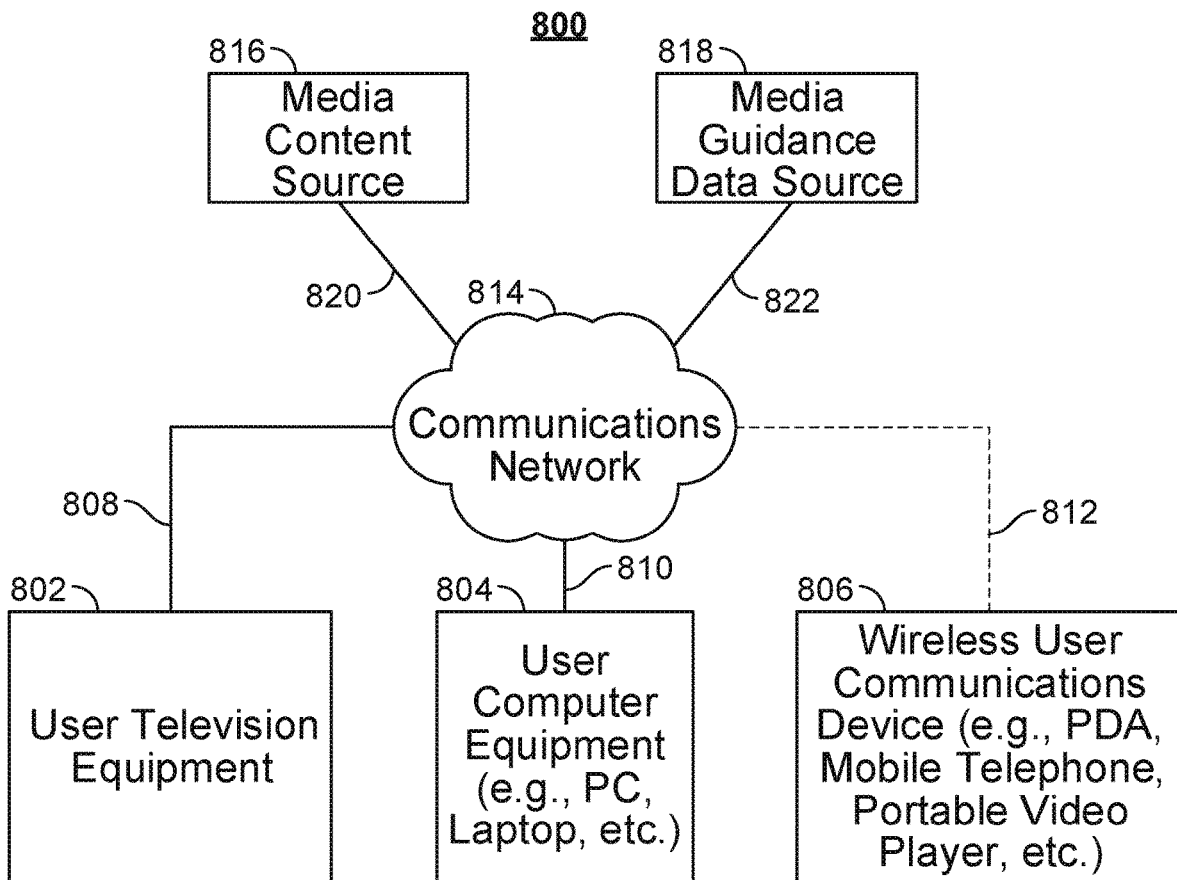 800
816
Media
Content
Source
818
Media
Guidance
Data Source
820
814
822
Communications
Network
808
810
812
802
User Television
Equipment
804
User
Computer
Equipment
(e.g., PC,
Laptop, etc.)
806
Wireless User
Communications
Device (e.g., PDA,
Mobile Telephone,
Portable Video
Player, etc.)